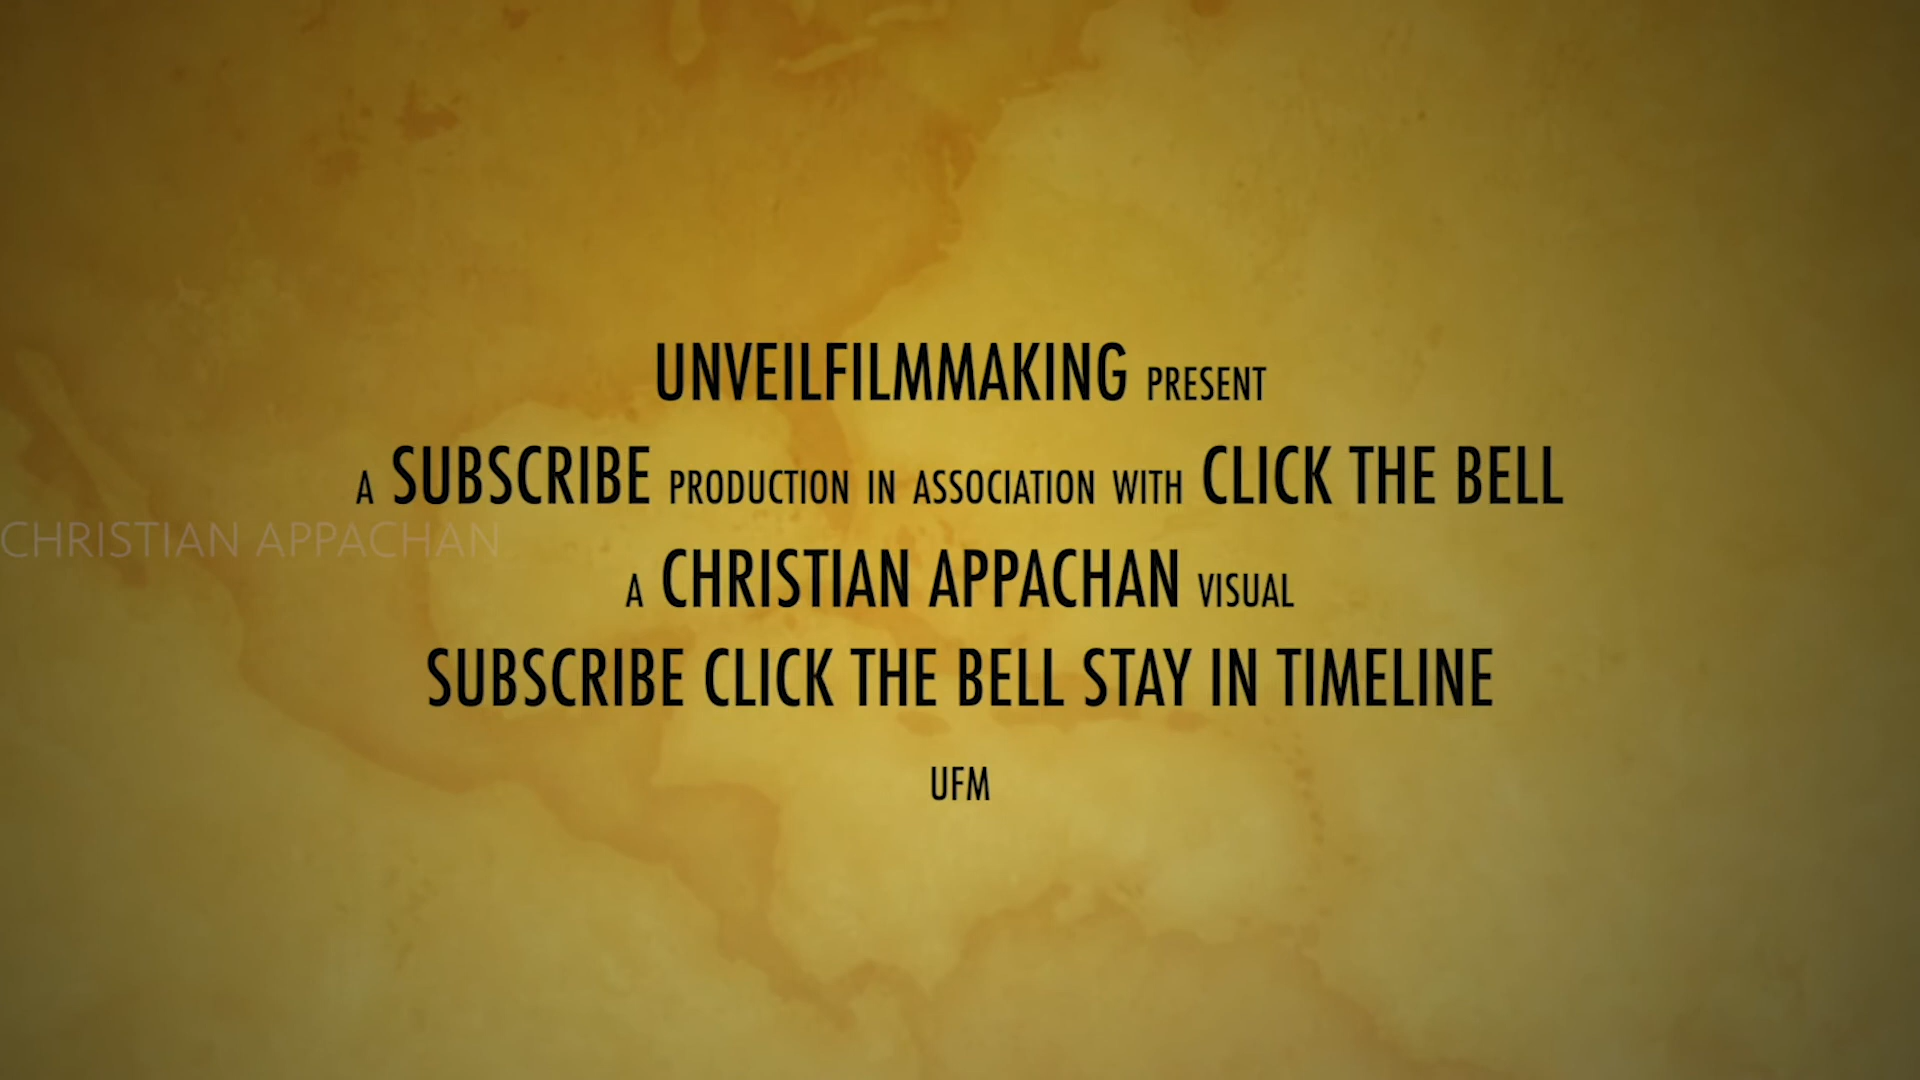 UNVEILFILMMAKING PRESENT
A SUBSCRIBE PRODUCTION IN ASSOCIATION WITH CLICK THE BELL
CHRISTIAN APPACHAN
A CHRISTIAN APPACHAN VISUAL
SUBSCRIBE CLICK THE BELL STAY IN TIMELINE
UFM